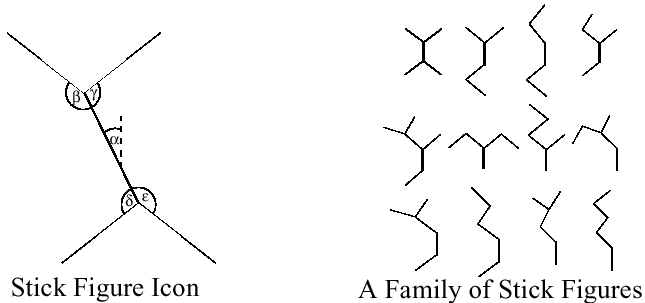 β γ
α
δ ε
Stick Figure Icon
A Family of Stick Figures